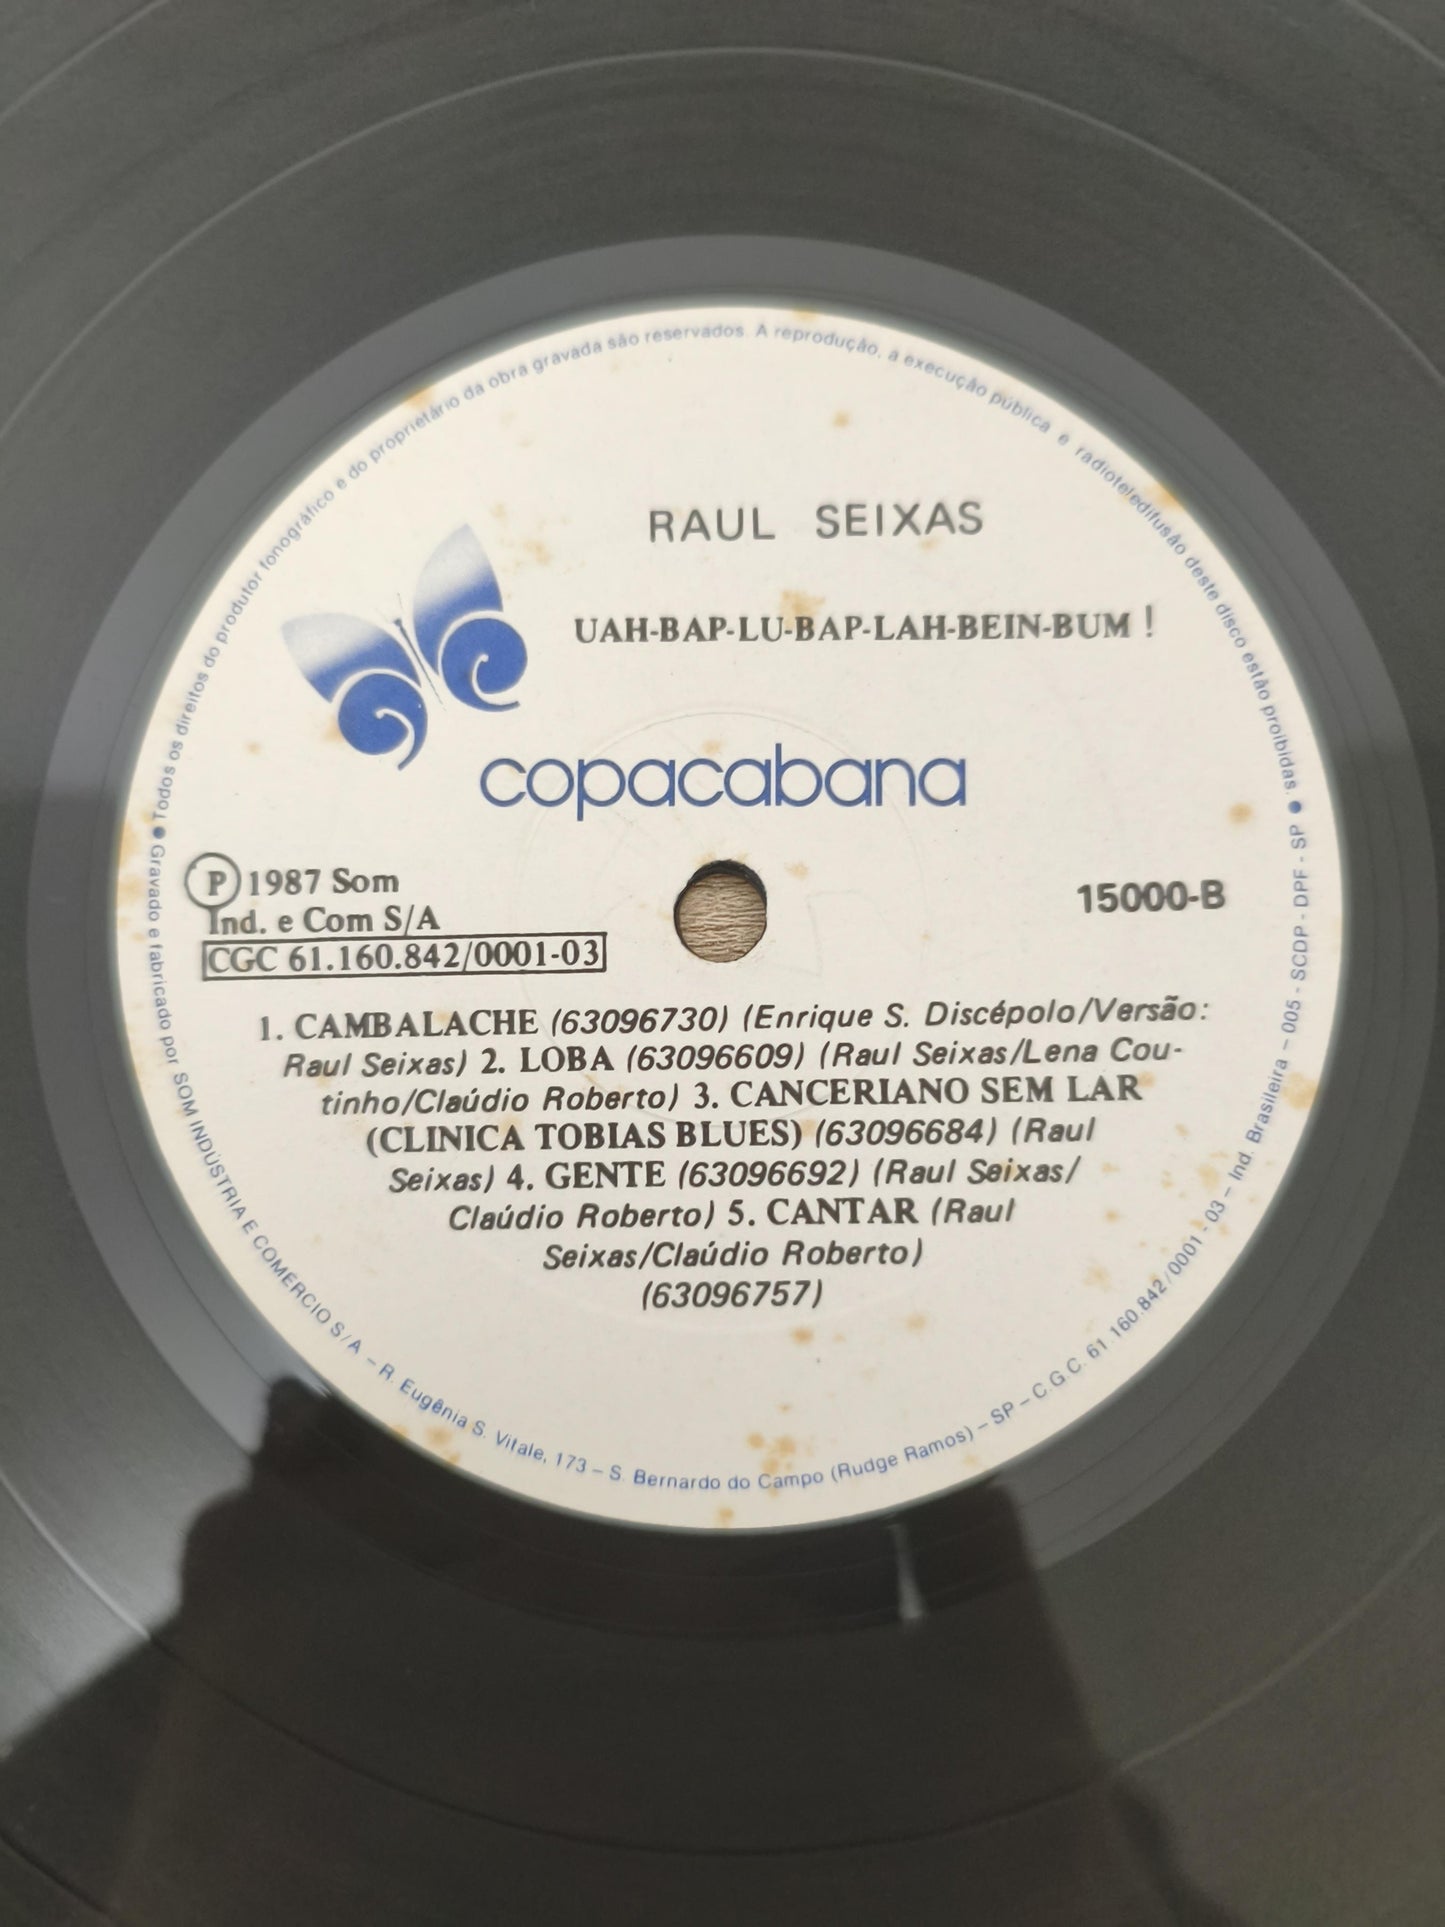 Todos os direitos do produtor fonográfico e do proprietário da obra gravada são reservados. A reprodução, a execução pública e radioteledifusão deste disco estão proibidas.
RAUL SEIXAS
UAH-BAP-LU-BAP-LAH-BEIN-BUM !
copacabana
Ⓟ 1987 Som
Ind. e Com S/A
CGC 61.160.842/0001-03
15000-B
1. CAMBALACHE (63096730) (Enrique S. Discépolo/Versão:
Raul Seixas) 2. LOBA (63096609) (Raul Seixas/Lena Cou-
tinho/Claúdio Roberto) 3. CANCERIANO SEM LAR
(CLINICA TOBIAS BLUES) (63096684) (Raul
Seixas) 4. GENTE (63096692) (Raul Seixas/
Claúdio Roberto) 5. CANTAR (Raul
Seixas/Claúdio Roberto)
(63096757)
Gravado e fabricado por SOM INDÚSTRIA E COMÉRCIO S/A – R. Eugênia S. Vitale, 173 – S. Bernardo do Campo (Rudge Ramos) – SP – C.G.C. 61.160.842/0001-03 – Ind. Brasileira – 005 - SCDP - DPF - SP